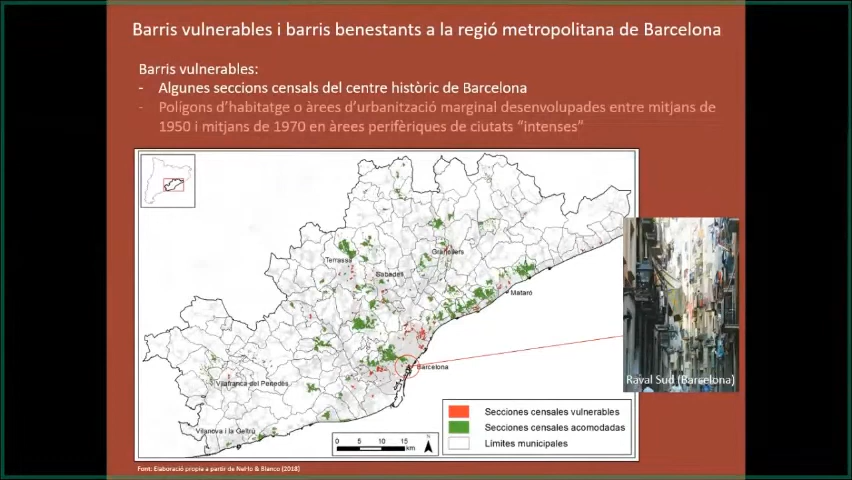 Barris vulnerables i barris benestants a la regió metropolitana de Barcelona
Barris vulnerables:
- Algunes seccions censals del centre històric de Barcelona
- Polígons d'habitatge o àrees d'urbanització marginal desenvolupades entre mitjans de
1950 i mitjans de 1970 en àrees perifèriques de ciutats "intenses"
Granollers
Terrassa
Sabadell
Mataró
Barcelona
Vilafranca del Penedès
Vilanova i la Geltrú
Raval Sud (Barcelona)
Secciones censales vulnerables
Secciones censales acomodadas
Límites municipales
0 5 10 15
km
N
Font: Elaboració pròpia a partir de Nel·lo & Blanco (2018)